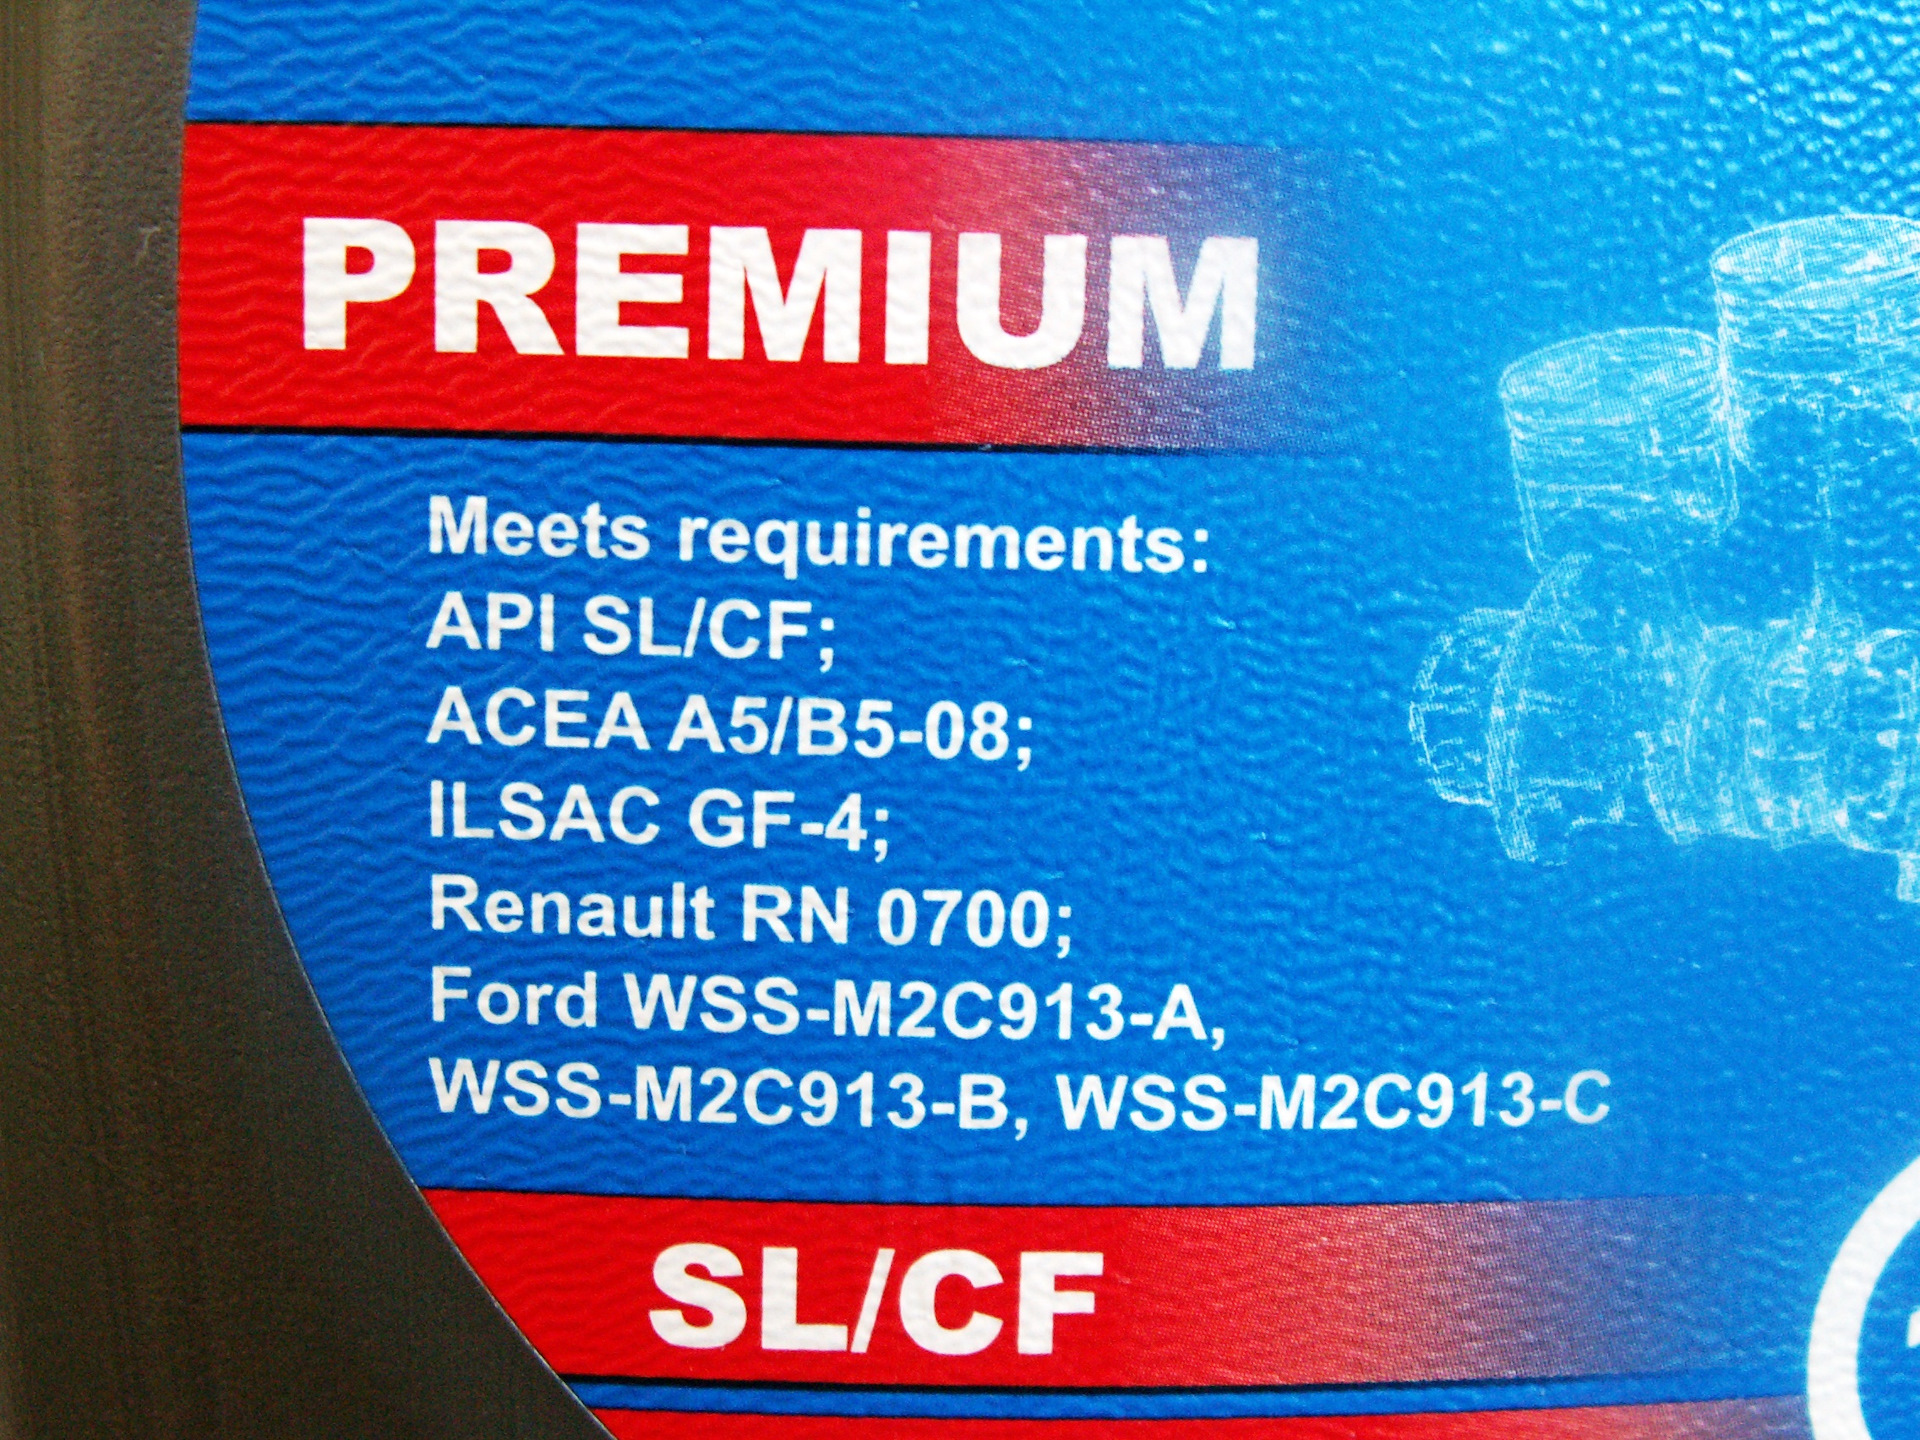 PREMIUM
Meets requirements:
API SL/CF;
ACEA A5/B5-08;
ILSAC GF-4;
Renault RN 0700;
Ford WSS-M2C913-A,
WSS-M2C913-B, WSS-M2C913-C
SL/CF